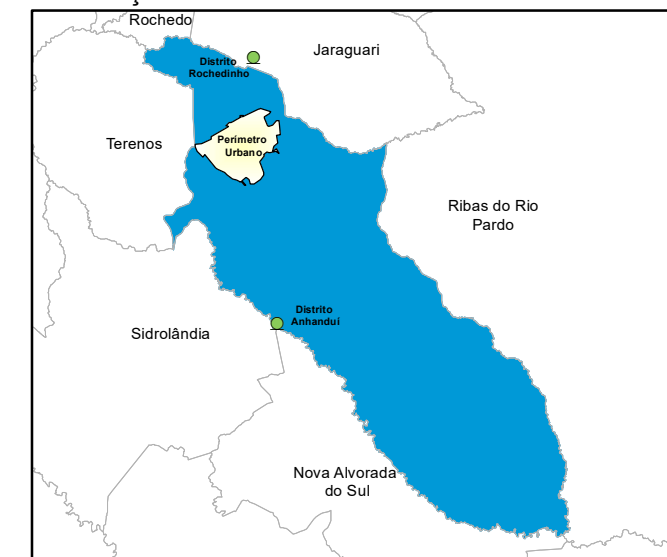 Rochedo
Jaraguari
Distrito
Rochedinho
Terenos
Perímetro
Urbano
Ribas do Rio
Pardo
Distrito
Anhanduí
Sidrolândia
Nova Alvorada
do Sul